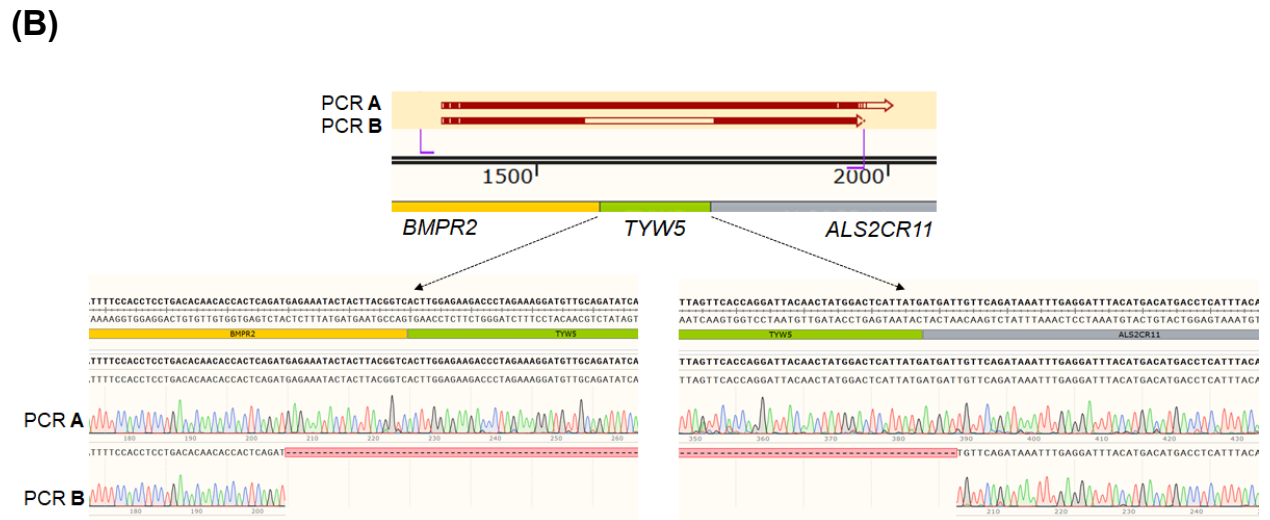 (B)
PCR A
PCR B
1500
2000
BMPR2
TYW5
ALS2CR11
.TTTTCCACCTCCTGACACAACACCACTCAGATGAGAAATACTACTTACGGTCACTTGGAGAAGACCCTAGAAAGGATGTTGCAGATATCA
AAAAGGTGGAGGACTGTGTTGTGGTGAGTCTACTCTTTATGATGAATGCCAGTGAACCTCTTCTGGGATCTTTCCTACAACGTCTATAGT
BMPR2
TYW5
.TTTTCCACCTCCTGACACAACACCACTCAGATGAGAAATACTACTTACGGTCACTTGGAGAAGACCCTAGAAAGGATGTTGCAGATATCA
.TTTTCCACCTCCTGACACAACACCACTCAGATGAGAAATACTACTTACGGTCACTTGGAGAAGACCCTAGAAAGGATGTTGCAGATATCA
PCR A
180 190 200 210 220 230 240 250 260
.TTTTCCACCTCCTGACACAACACCACTCAGAT
PCR B
180 190 200
TTAGTTCACCAGGATTACAACTATGGACTCATTATGATGATTGTTCAGATAAATTTGAGGATTTACATGACATGACCTCATTTACA
AATCAAGTGGTCCTAATGTTGATACCTGAGTAATACTACTAACAAGTCTATTTAAACTCCTAAATGTACTGTACTGGAGTAAATGT
TYW5
ALS2CR11
TTAGTTCACCAGGATTACAACTATGGACTCATTATGATGATTGTTCAGATAAATTTGAGGATTTACATGACATGACCTCATTTACA
TTAGTTCACCAGGATTACAACTATGGACTCATTATGATGATTGTTCAGATAAATTTGAGGATTTACATGACATGACCTCATTTACA
350 360 370 380 390 400 410 420 430
TGTTCAGATAAATTTGAGGATTTACATGACATGACCTCATTTACA
210 220 230 240